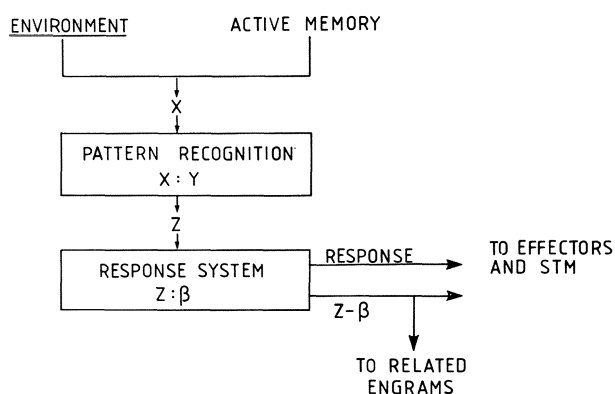 ENVIRONMENT
ACTIVE MEMORY
X
PATTERN RECOGNITION
X : Y
Z
RESPONSE SYSTEM
Z : β
RESPONSE
Z-β
TO EFFECTORS
AND STM
TO RELATED
ENGRAMS